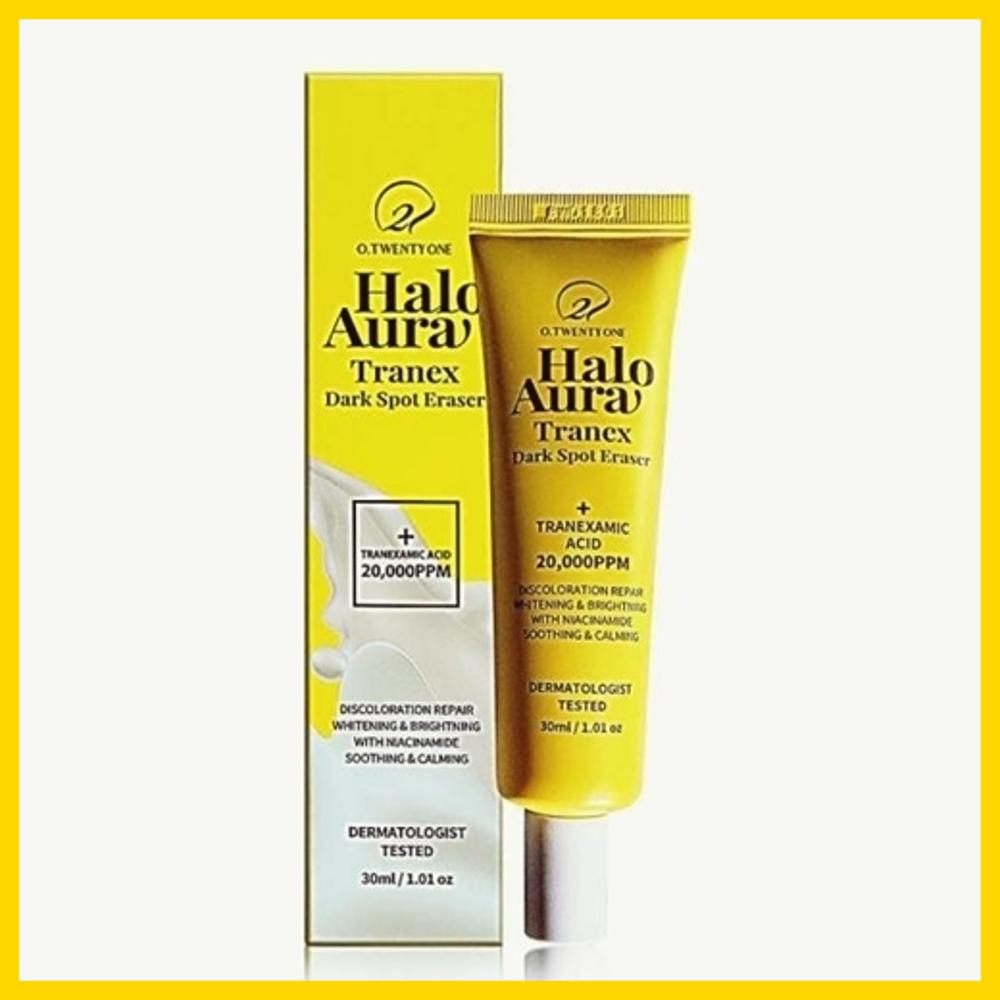 2
O.TWENTY ONE
Halo
Aura
Tranex
Dark Spot Eraser
+
TRANEXAMIC ACID
20,000PPM
DISCOLORATION REPAIR
WHITENING & BRIGHTNING
WITH NIACINAMIDE
SOOTHING & CALMING
DERMATOLOGIST
TESTED
30ml / 1.01 oz
2
O.TWENTY ONE
Halo
Aura
Tranex
Dark Spot Eraser
+
TRANEXAMIC
ACID
20,000PPM
DISCOLORATION REPAIR
WHITENING & BRIGHTNING
WITH NIACINAMIDE
SOOTHING & CALMING
DERMATOLOGIST
TESTED
30ml / 1.01 oz